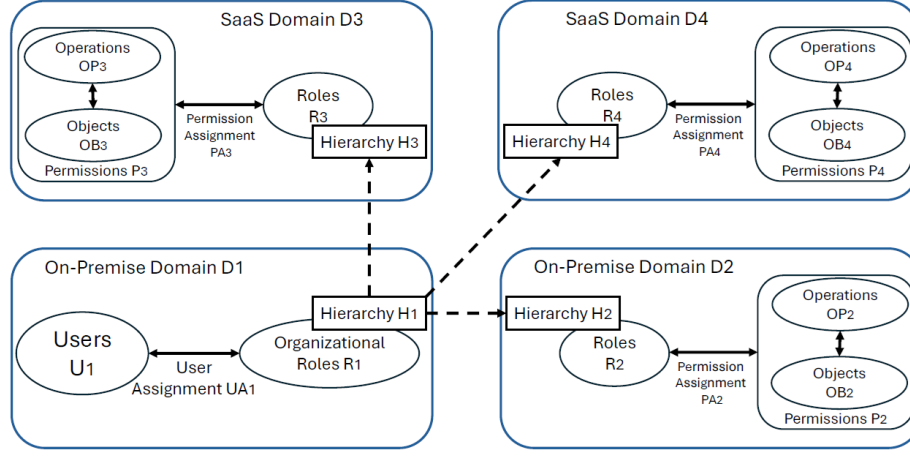 SaaS Domain D3
Operations
OP3
Objects
OB3
Permissions P3
Permission
Assignment
PA3
Roles
R3
Hierarchy H3
SaaS Domain D4
Roles
R4
Hierarchy H4
Permission
Assignment
PA4
Operations
OP4
Objects
OB4
Permissions P4
On-Premise Domain D1
Users
U1
User
Assignment UA1
Hierarchy H1
Organizational
Roles R1
On-Premise Domain D2
Hierarchy H2
Roles
R2
Permission
Assignment
PA2
Operations
OP2
Objects
OB2
Permissions P2